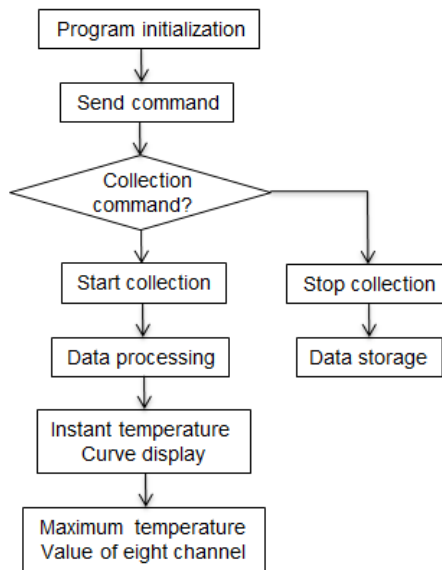 Program initialization
Send command
Collection
command?
Start collection
Stop collection
Data processing
Data storage
Instant temperature
Curve display
Maximum temperature
Value of eight channel